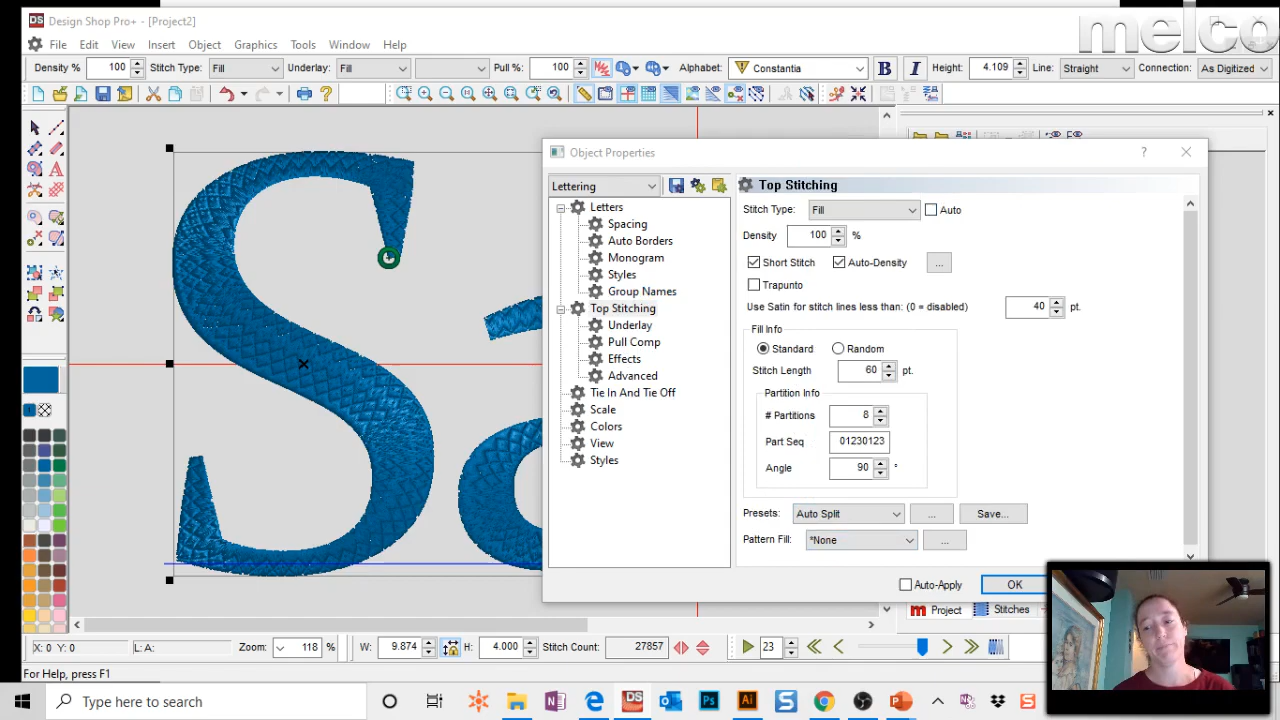 DS Design Shop Pro+ - [Project2]
melco
File Edit View Insert Object Graphics Tools Window Help
Density % 100 Stitch Type: Fill Underlay: Fill Pull %: 100 Alphabet: Constantia B I Height: 4.109 Line: Straight Connection: As Digitized
Object Properties ?
Lettering
Letters
Spacing
Auto Borders
Monogram
Styles
Group Names
Top Stitching
Underlay
Pull Comp
Effects
Advanced
Tie In And Tie Off
Scale
Colors
View
Styles
Top Stitching
Stitch Type: Fill Auto
Density 100 %
Short Stitch Auto-Density ...
Trapunto
Use Satin for stitch lines less than: (0 = disabled) 40 pt.
Fill Info
Standard Random
Stitch Length 60 pt.
Partition Info
# Partitions 8
Part Seq 01230123
Angle 90 °
Presets: Auto Split ... Save...
Pattern Fill: *None ...
Auto-Apply OK
Sa
Project Stitches
X: 0 Y: 0 L: A: Zoom: 118 % W: 9.874 H: 4.000 Stitch Count: 27857 23
For Help, press F1
Type here to search